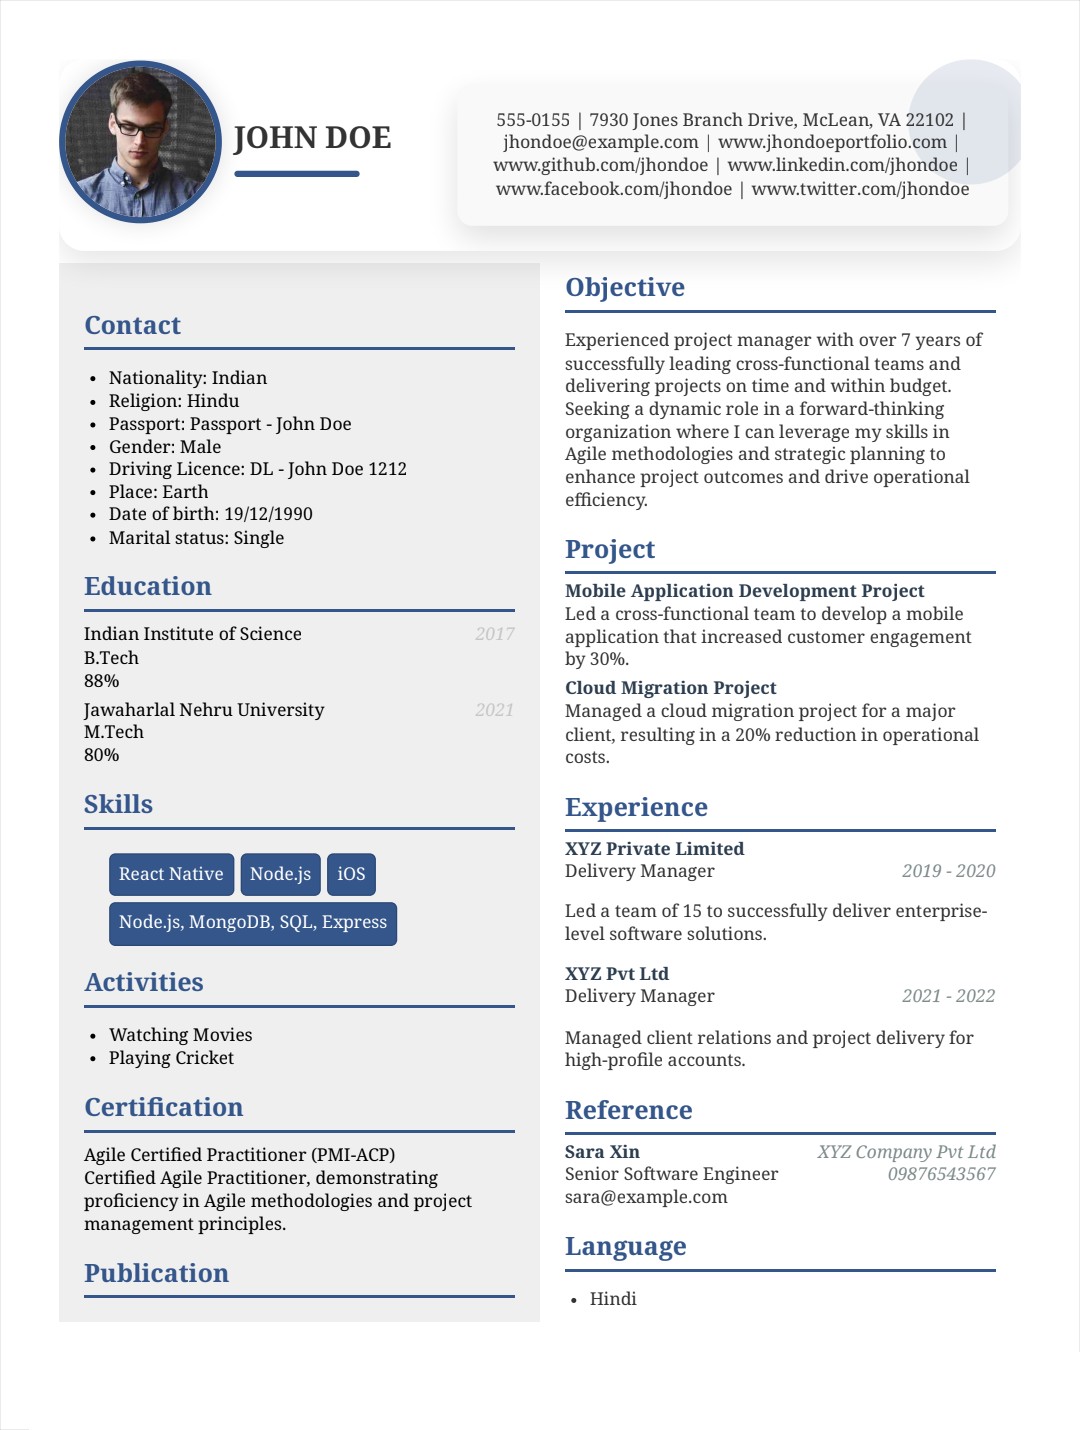 JOHN DOE
555-0155 | 7930 Jones Branch Drive, McLean, VA 22102 |
jhondoe@example.com | www.jhondoeportfolio.com |
www.github.com/jhondoe | www.linkedin.com/jhondoe |
www.facebook.com/jhondoe | www.twitter.com/jhondoe
Contact
• Nationality: Indian
• Religion: Hindu
• Passport: Passport - John Doe
• Gender: Male
• Driving Licence: DL - John Doe 1212
• Place: Earth
• Date of birth: 19/12/1990
• Marital status: Single
Education
Indian Institute of Science 2017
B.Tech
88%
Jawaharlal Nehru University 2021
M.Tech
80%
Skills
React Native Node.js iOS
Node.js, MongoDB, SQL, Express
Activities
• Watching Movies
• Playing Cricket
Certification
Agile Certified Practitioner (PMI-ACP)
Certified Agile Practitioner, demonstrating
proficiency in Agile methodologies and project
management principles.
Publication
Objective
Experienced project manager with over 7 years of
successfully leading cross-functional teams and
delivering projects on time and within budget.
Seeking a dynamic role in a forward-thinking
organization where I can leverage my skills in
Agile methodologies and strategic planning to
enhance project outcomes and drive operational
efficiency.
Project
Mobile Application Development Project
Led a cross-functional team to develop a mobile
application that increased customer engagement
by 30%.
Cloud Migration Project
Managed a cloud migration project for a major
client, resulting in a 20% reduction in operational
costs.
Experience
XYZ Private Limited
Delivery Manager 2019 - 2020
Led a team of 15 to successfully deliver enterprise-
level software solutions.
XYZ Pvt Ltd
Delivery Manager 2021 - 2022
Managed client relations and project delivery for
high-profile accounts.
Reference
Sara Xin XYZ Company Pvt Ltd
Senior Software Engineer 09876543567
sara@example.com
Language
• Hindi